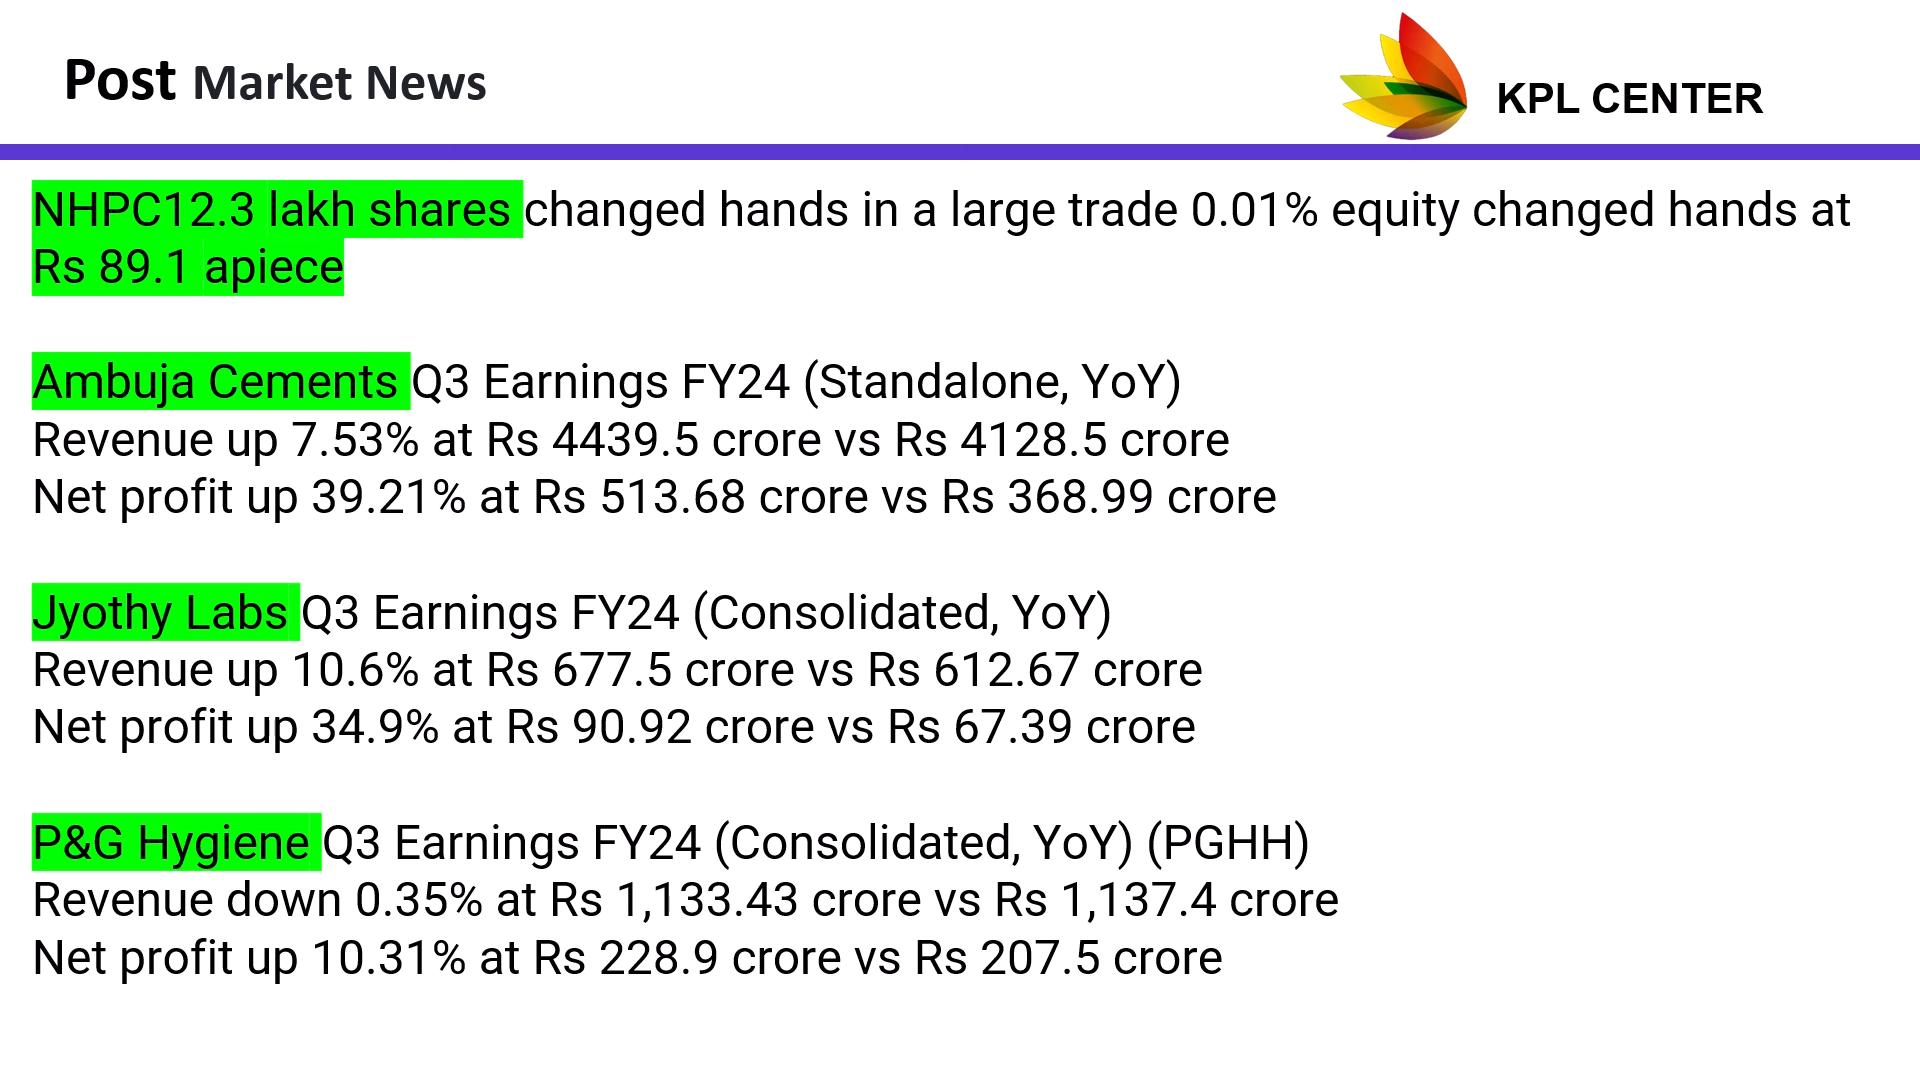 Post Market News
KPL CENTER
NHPC12.3 lakh shares changed hands in a large trade 0.01% equity changed hands at
Rs 89.1 apiece
Ambuja Cements Q3 Earnings FY24 (Standalone, YoY)
Revenue up 7.53% at Rs 4439.5 crore vs Rs 4128.5 crore
Net profit up 39.21% at Rs 513.68 crore vs Rs 368.99 crore
Jyothy Labs Q3 Earnings FY24 (Consolidated, YoY)
Revenue up 10.6% at Rs 677.5 crore vs Rs 612.67 crore
Net profit up 34.9% at Rs 90.92 crore vs Rs 67.39 crore
P&G Hygiene Q3 Earnings FY24 (Consolidated, YoY) (PGHH)
Revenue down 0.35% at Rs 1,133.43 crore vs Rs 1,137.4 crore
Net profit up 10.31% at Rs 228.9 crore vs Rs 207.5 crore